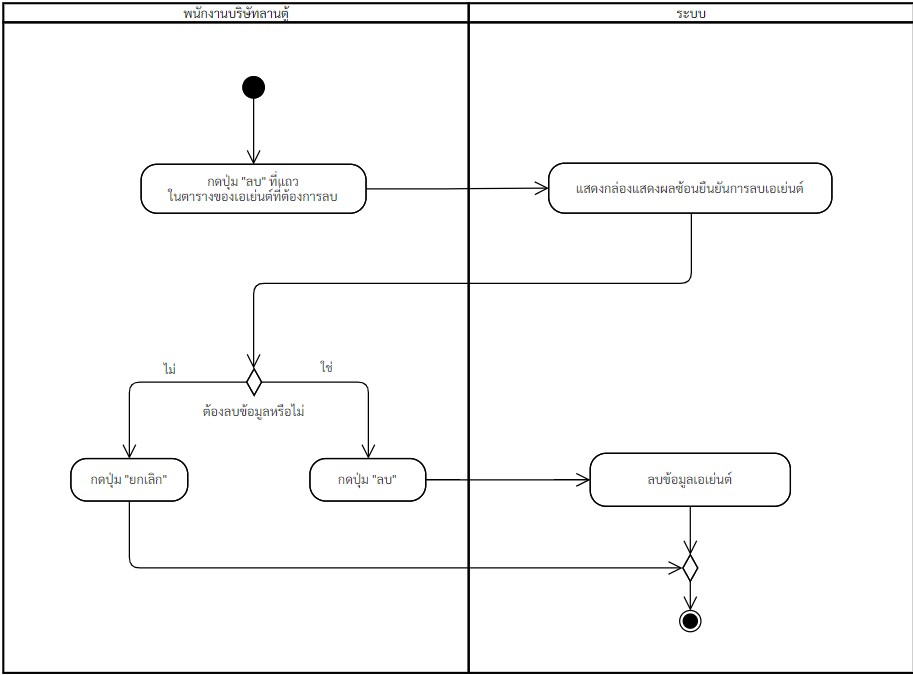 พนักงานบริษัทลานตู้
ระบบ
กดปุ่ม "ลบ" ที่แถว
ในตารางของเอเย่นต์ที่ต้องการลบ
แสดงกล่องแสดงผลซ้อนยืนยันการลบเอเย่นต์
ไม่
ใช่
ต้องลบข้อมูลหรือไม่
กดปุ่ม "ยกเลิก"
กดปุ่ม "ลบ"
ลบข้อมูลเอเย่นต์